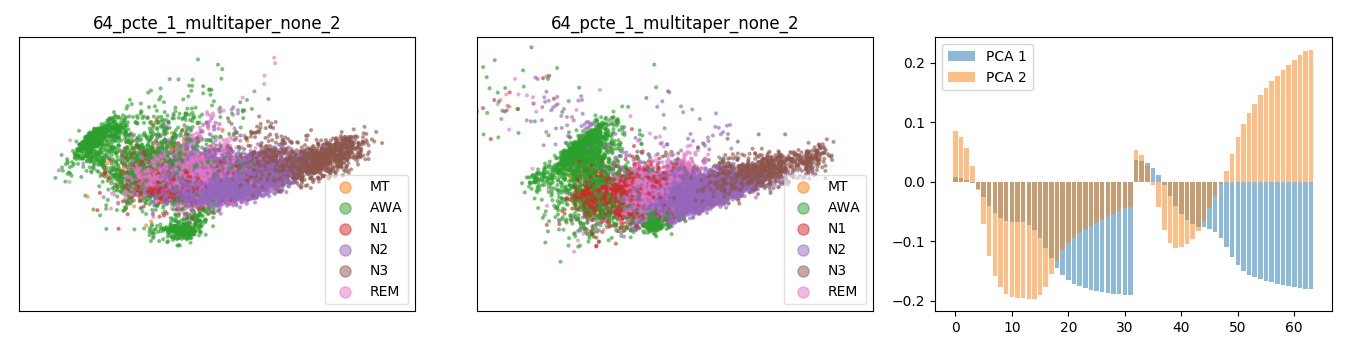 64_pcte_1_multitaper_none_2
MT
AWA
N1
N2
N3
REM
64_pcte_1_multitaper_none_2
MT
AWA
N1
N2
N3
REM
PCA 1
PCA 2
0.2
0.1
0.0
−0.1
−0.2
0 10 20 30 40 50 60